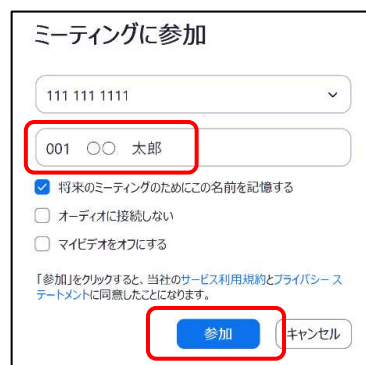 ミーティングに参加
111 111 1111
001 〇〇 太郎
将来のミーティングのためにこの名前を記憶する
オーディオに接続しない
マイビデオをオフにする
「参加」をクリックすると、当社のサービス利用規約とプライバシー ス
テートメントに同意したことになります。
参加 キャンセル